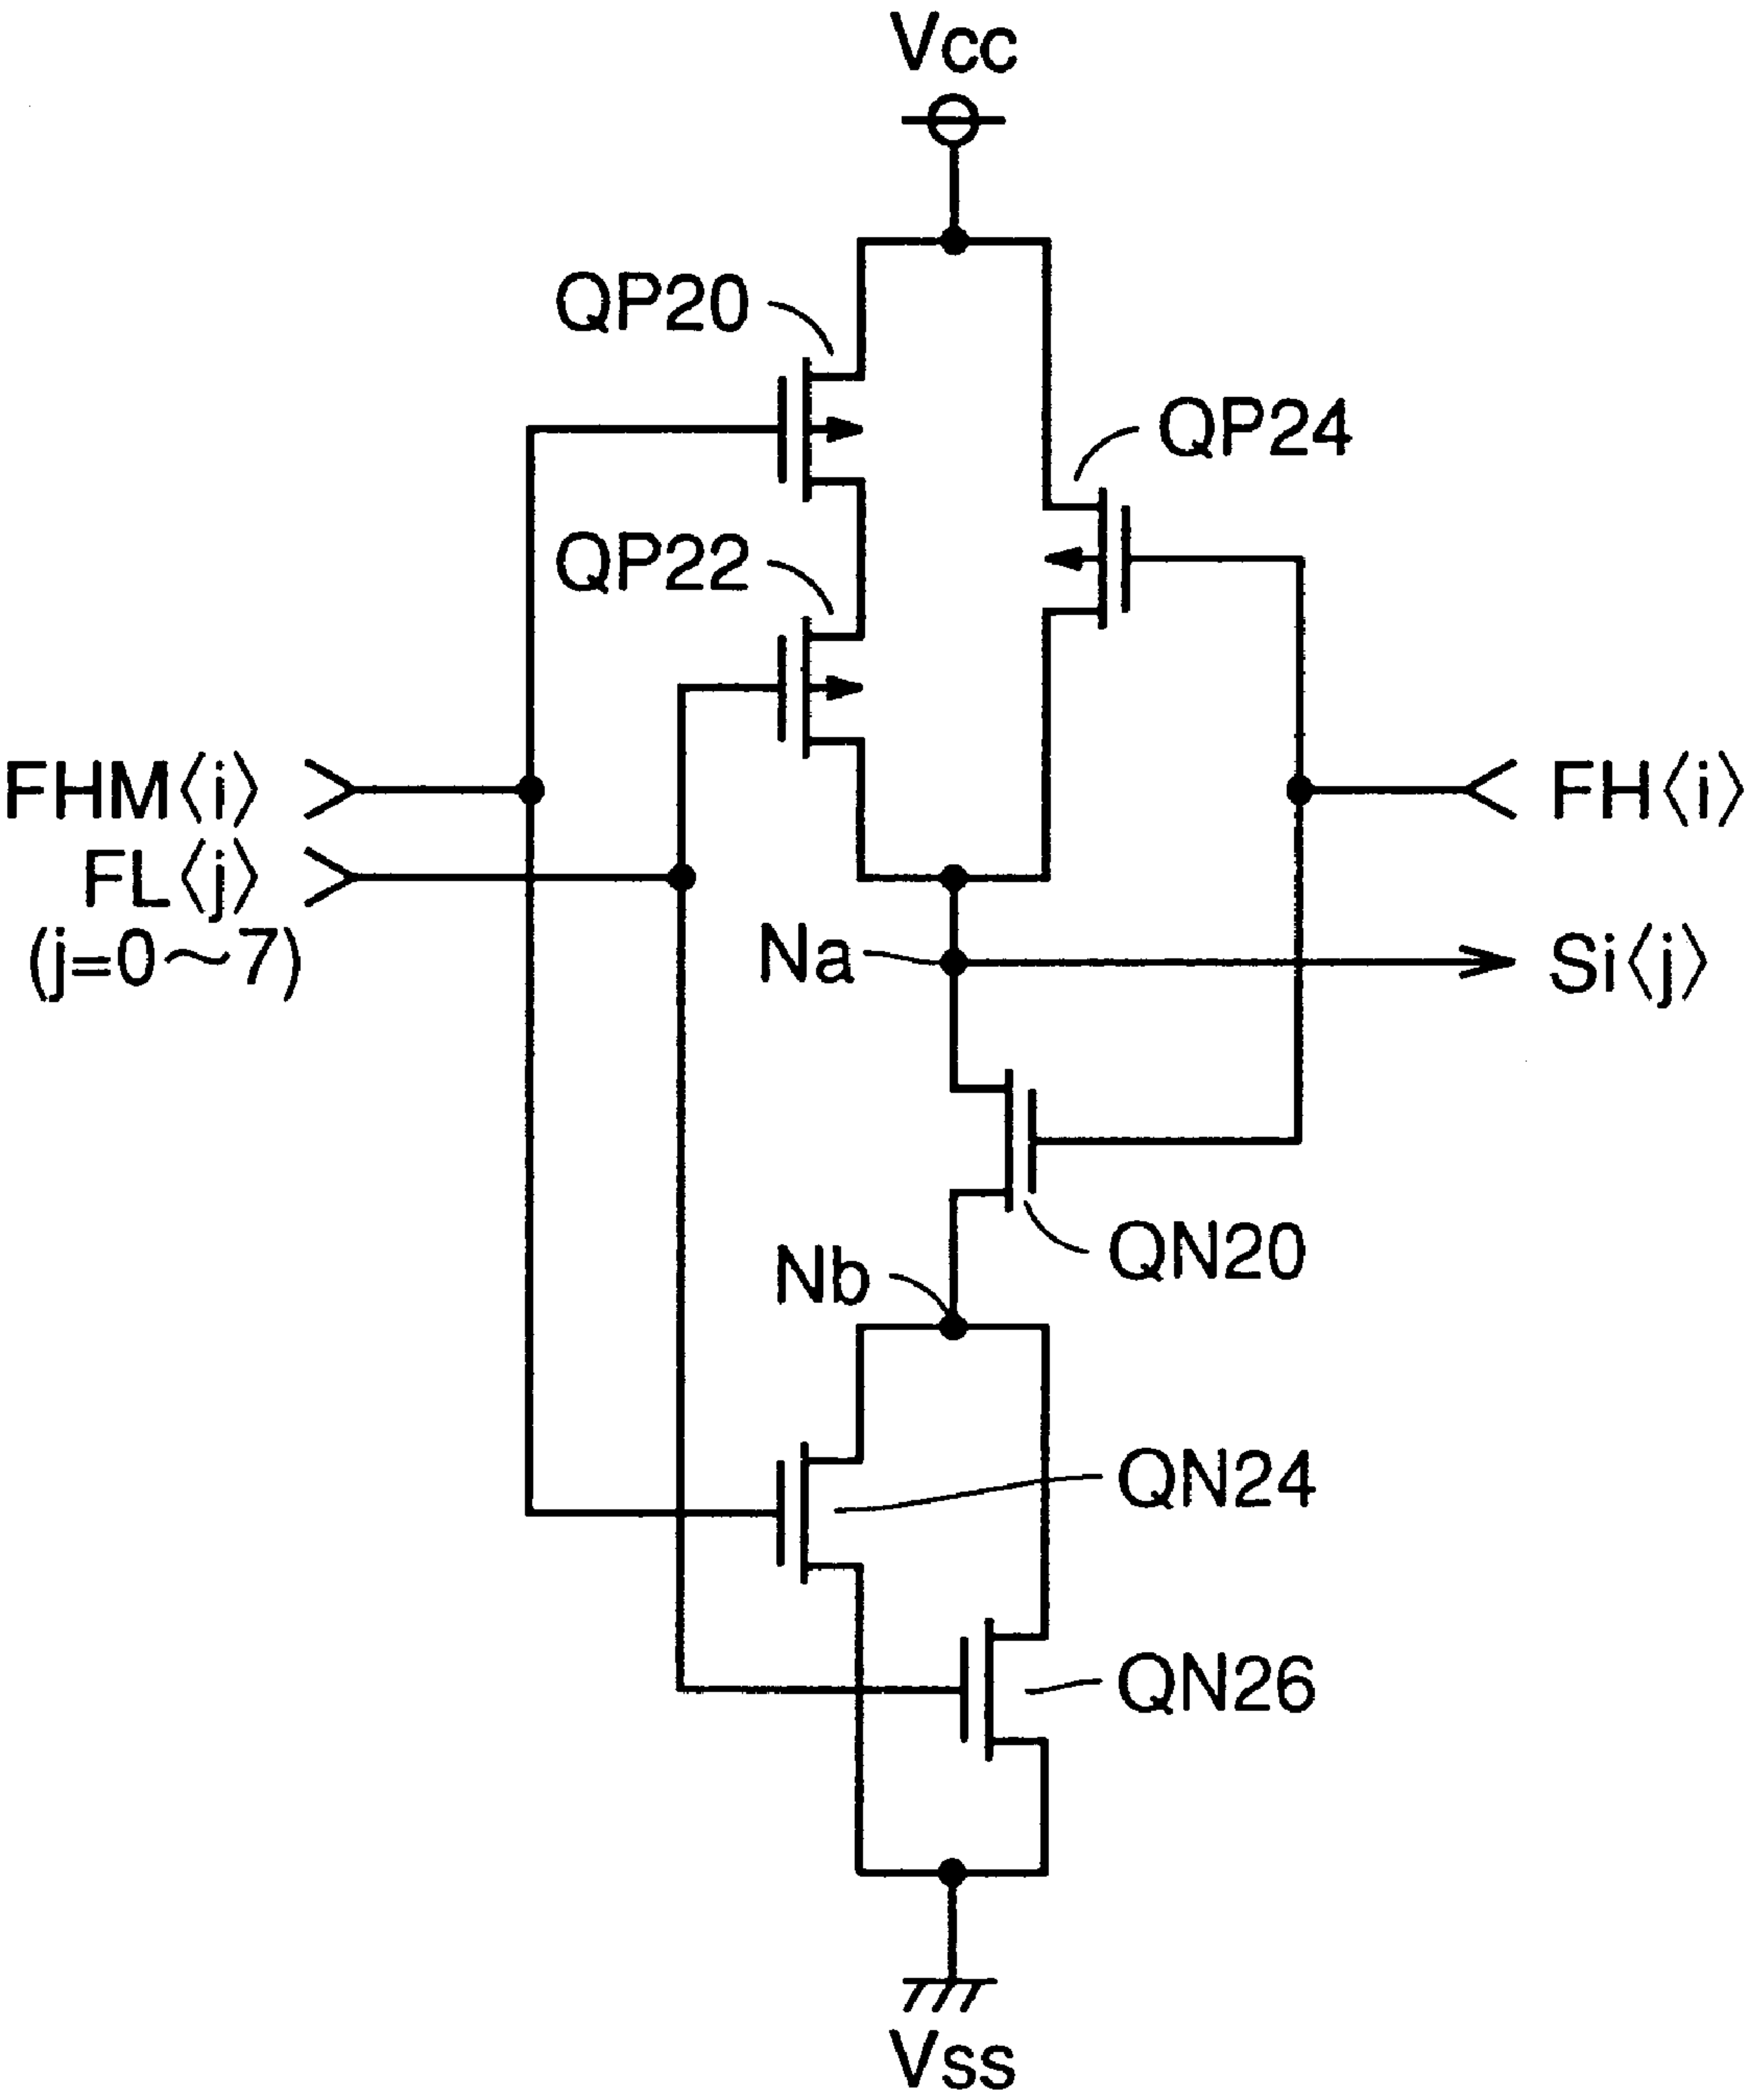 Vcc
QP20
QP24
QP22
FHM⟨i⟩
FH⟨i⟩
FL⟨j⟩
(j=0～7)
Na
Si⟨j⟩
QN20
Nb
QN24
QN26
Vss